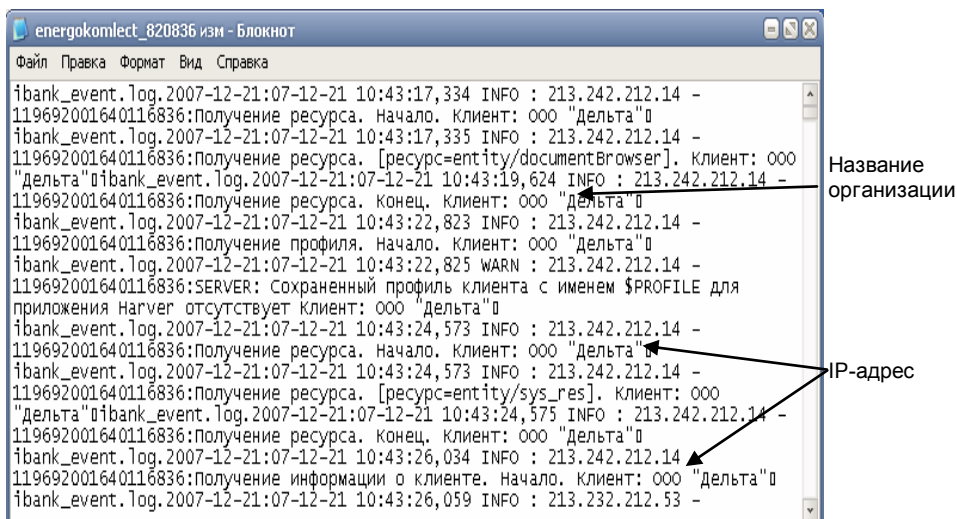 energokomlect_820836 изм - Блокнот
Файл Правка Формат Вид Справка
ibank_event.log.2007-12-21:07-12-21 10:43:17,334 INFO : 213.242.212.14 -
119692001640116836:Получение ресурса. Начало. Клиент: ООО "Дельта"▯
ibank_event.log.2007-12-21:07-12-21 10:43:17,335 INFO : 213.242.212.14 -
119692001640116836:Получение ресурса. [ресурс=entity/documentBrowser]. Клиент: ООО
"Дельта"▯ibank_event.log.2007-12-21:07-12-21 10:43:19,624 INFO : 213.242.212.14 -
119692001640116836:Получение ресурса. Конец. Клиент: ООО "Дельта"▯
ibank_event.log.2007-12-21:07-12-21 10:43:22,823 INFO : 213.242.212.14 -
119692001640116836:Получение профиля. Начало. Клиент: ООО "Дельта"▯
ibank_event.log.2007-12-21:07-12-21 10:43:22,825 WARN : 213.242.212.14 -
119692001640116836:SERVER: Сохраненный профиль клиента с именем $PROFILE для
приложения Harver отсутствует Клиент: ООО "Дельта"▯
ibank_event.log.2007-12-21:07-12-21 10:43:24,573 INFO : 213.242.212.14 -
119692001640116836:Получение ресурса. Начало. Клиент: ООО "Дельта"▯
ibank_event.log.2007-12-21:07-12-21 10:43:24,573 INFO : 213.242.212.14 -
119692001640116836:Получение ресурса. [ресурс=entity/sys_res]. Клиент: ООО
"Дельта"▯ibank_event.log.2007-12-21:07-12-21 10:43:24,575 INFO : 213.242.212.14 -
119692001640116836:Получение ресурса. Конец. Клиент: ООО "Дельта"▯
ibank_event.log.2007-12-21:07-12-21 10:43:26,034 INFO : 213.242.212.14
119692001640116836:Получение информации о клиенте. Начало. Клиент: ООО "Дельта"▯
ibank_event.log.2007-12-21:07-12-21 10:43:26,059 INFO : 213.232.212.53 -
Название
организации
IP-адрес